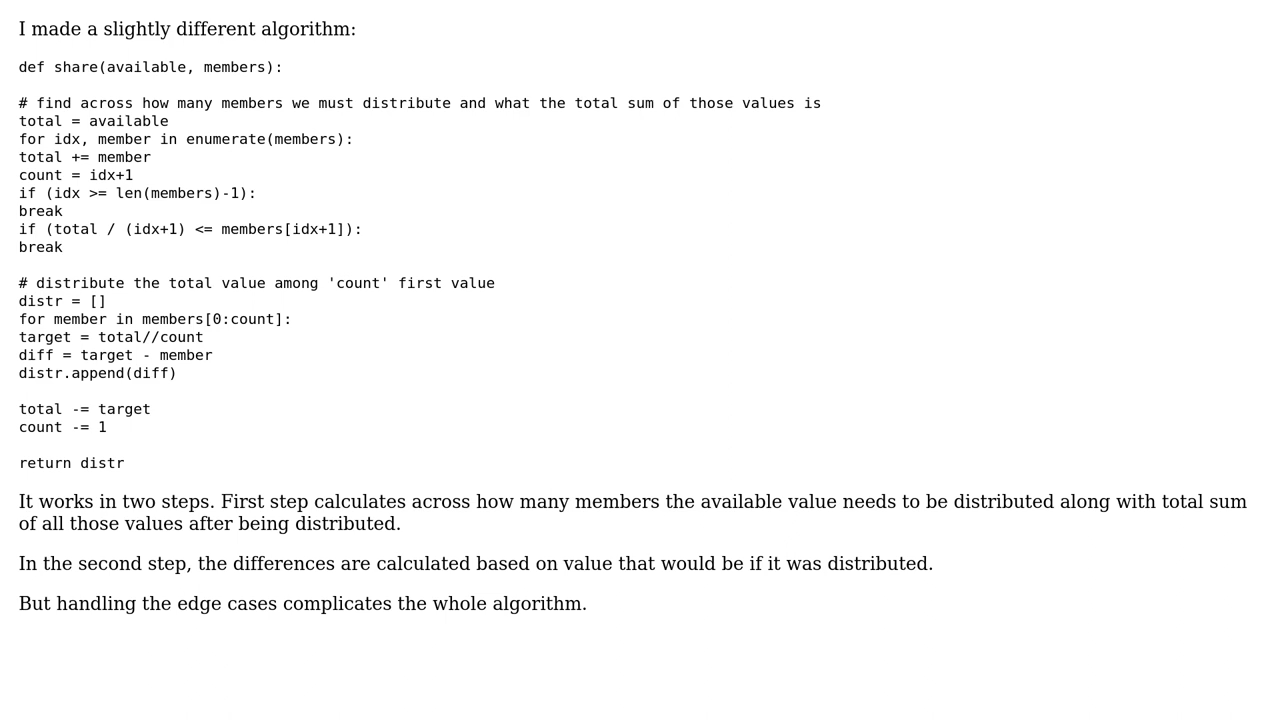 I made a slightly different algorithm:
def share(available, members):
# find across how many members we must distribute and what the total sum of those values is
total = available
for idx, member in enumerate(members):
total += member
count = idx+1
if (idx >= len(members)-1):
break
if (total / (idx+1) <= members[idx+1]):
break
# distribute the total value among 'count' first value
distr = []
for member in members[0:count]:
target = total//count
diff = target - member
distr.append(diff)
total -= target
count -= 1
return distr
It works in two steps. First step calculates across how many members the available value needs to be distributed along with total sum
of all those values after being distributed.
In the second step, the differences are calculated based on value that would be if it was distributed.
But handling the edge cases complicates the whole algorithm.